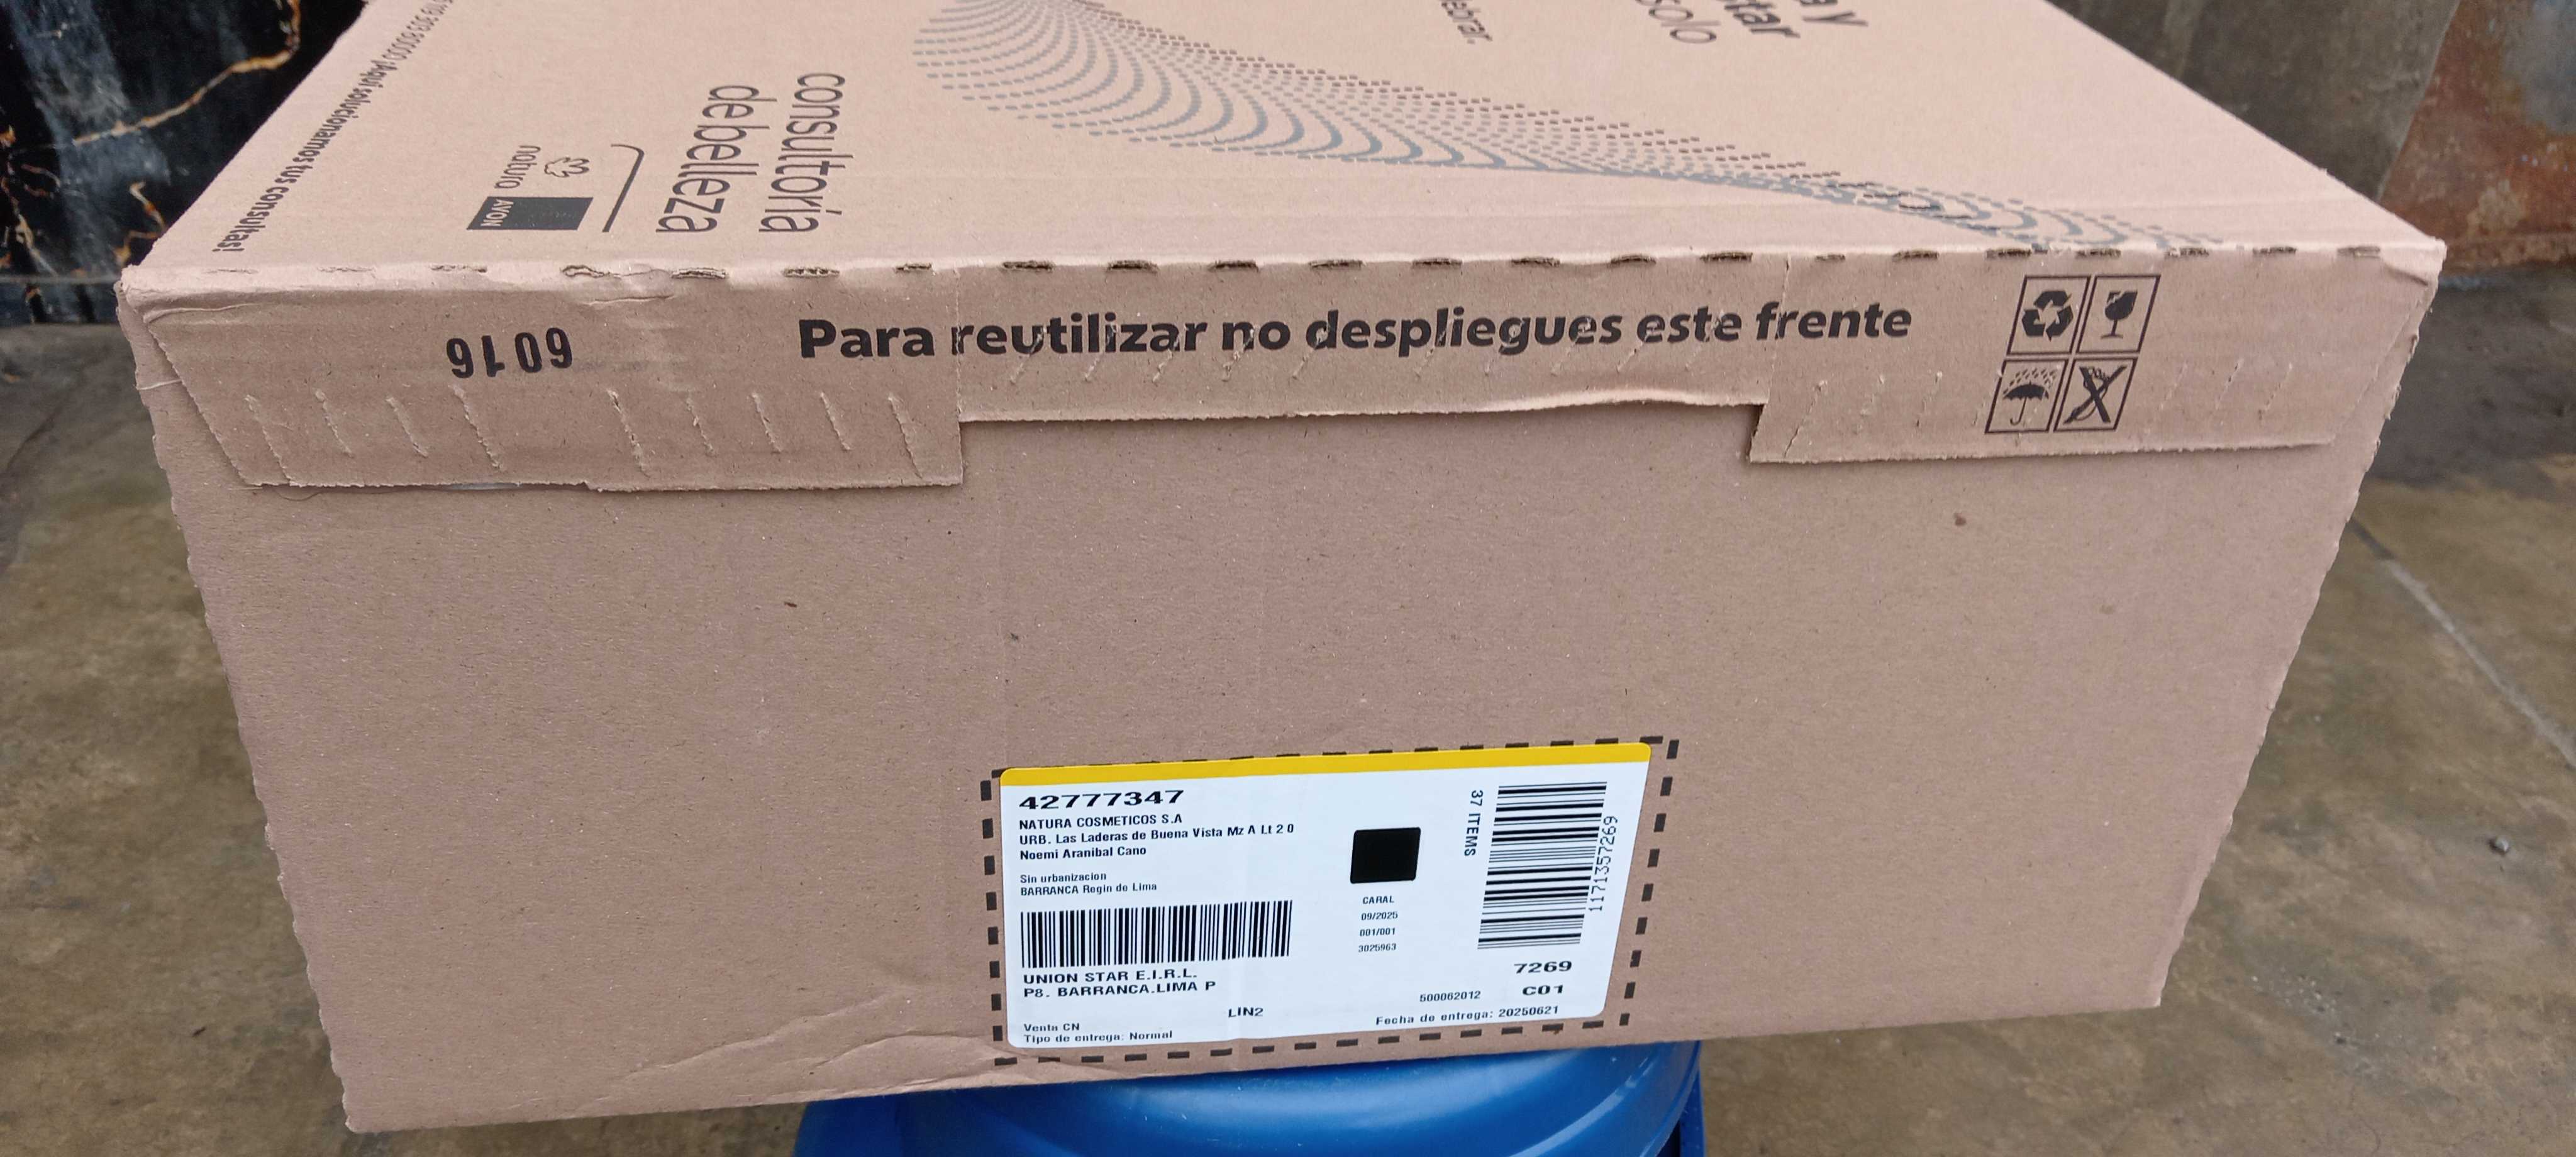 ebrar.
solo
tar
a y
¡Aquí solucionamos tus consultas!
consultoría
de belleza
natura
AVON
6016
Para reutilizar no despliegues este frente
42777347
NATURA COSMETICOS S.A
URB. Las Laderas de Buena Vista Mz A Lt 2 0
Noemi Aranibal Cano
Sin urbanizacion
BARRANCA Regin de Lima
UNION STAR E.I.R.L.
P8. BARRANCA.LIMA P
LIN2
Venta CN
Tipo de entrega: Normal
CARAL
09/2025
001/001
3025963
37 ITEMS
1171357269
7269
500062012 C01
Fecha de entrega: 20250621